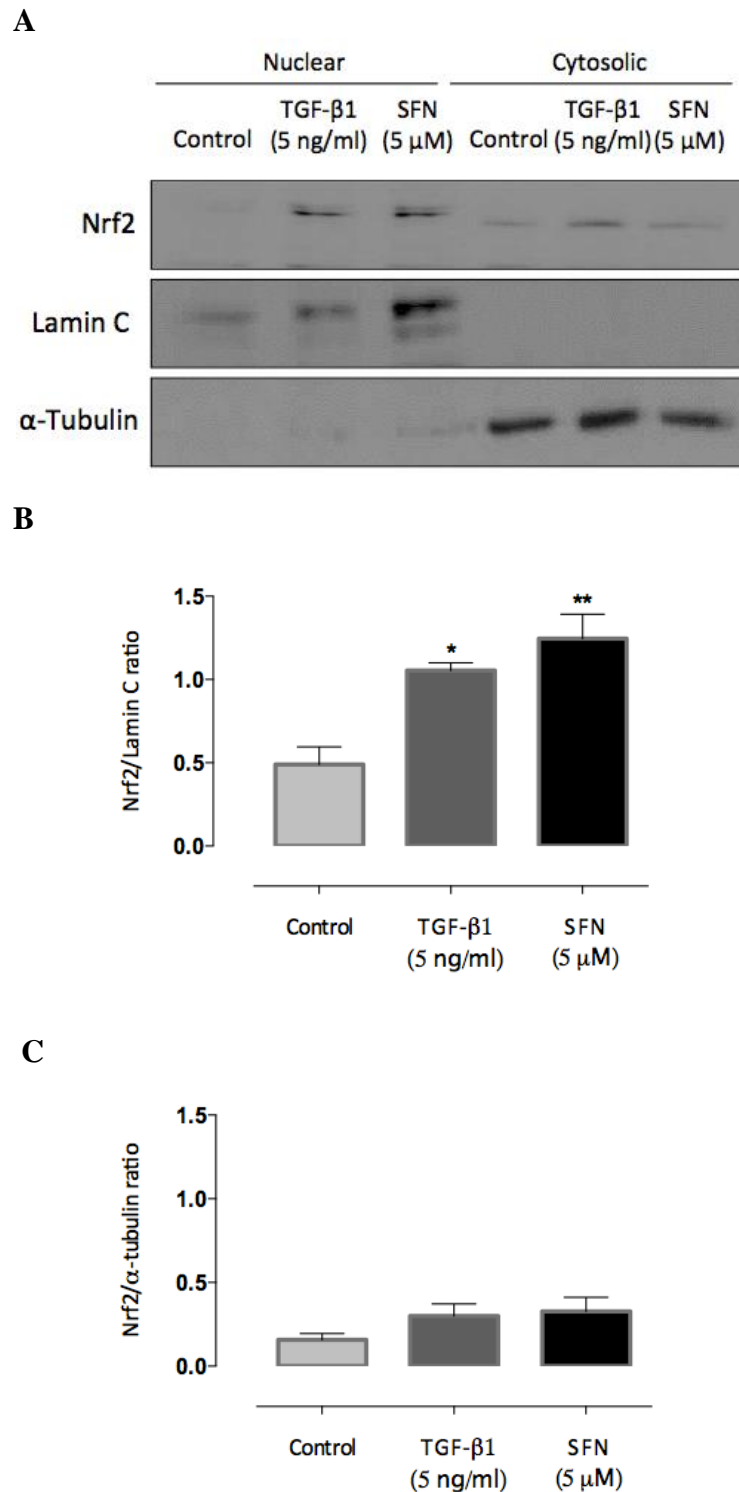 A
Nuclear Cytosolic
Control TGF-β1 (5 ng/ml) SFN (5 μM) Control TGF-β1 (5 ng/ml) SFN (5 μM)
Nrf2
Lamin C
α-Tubulin
B
Nrf2/Lamin C ratio
1.5
1.0
0.5
0.0
*
**
Control TGF-β1 (5 ng/ml) SFN (5 μM)
C
Nrf2/α-tubulin ratio
1.5
1.0
0.5
0.0
Control TGF-β1 (5 ng/ml) SFN (5 μM)